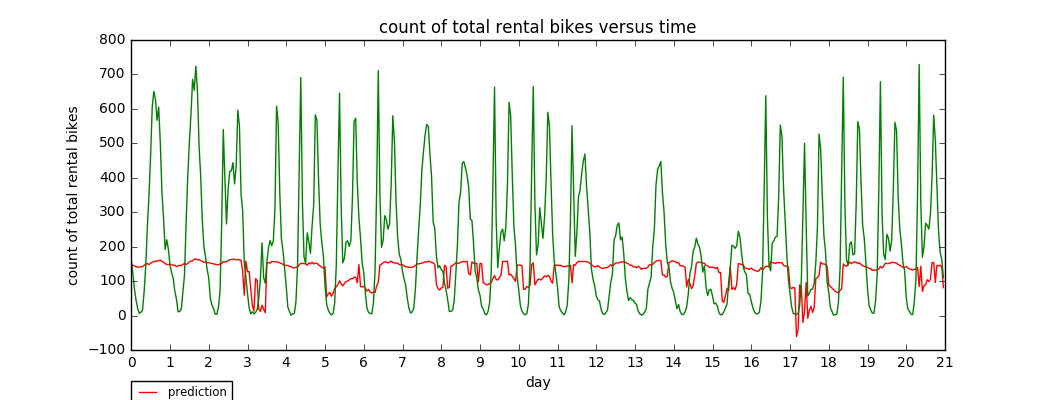 count of total rental bikes versus time
800
700
600
500
400
300
200
100
0
−100
count of total rental bikes
0 1 2 3 4 5 6 7 8 9 10 11 12 13 14 15 16 17 18 19 20 21
day
prediction